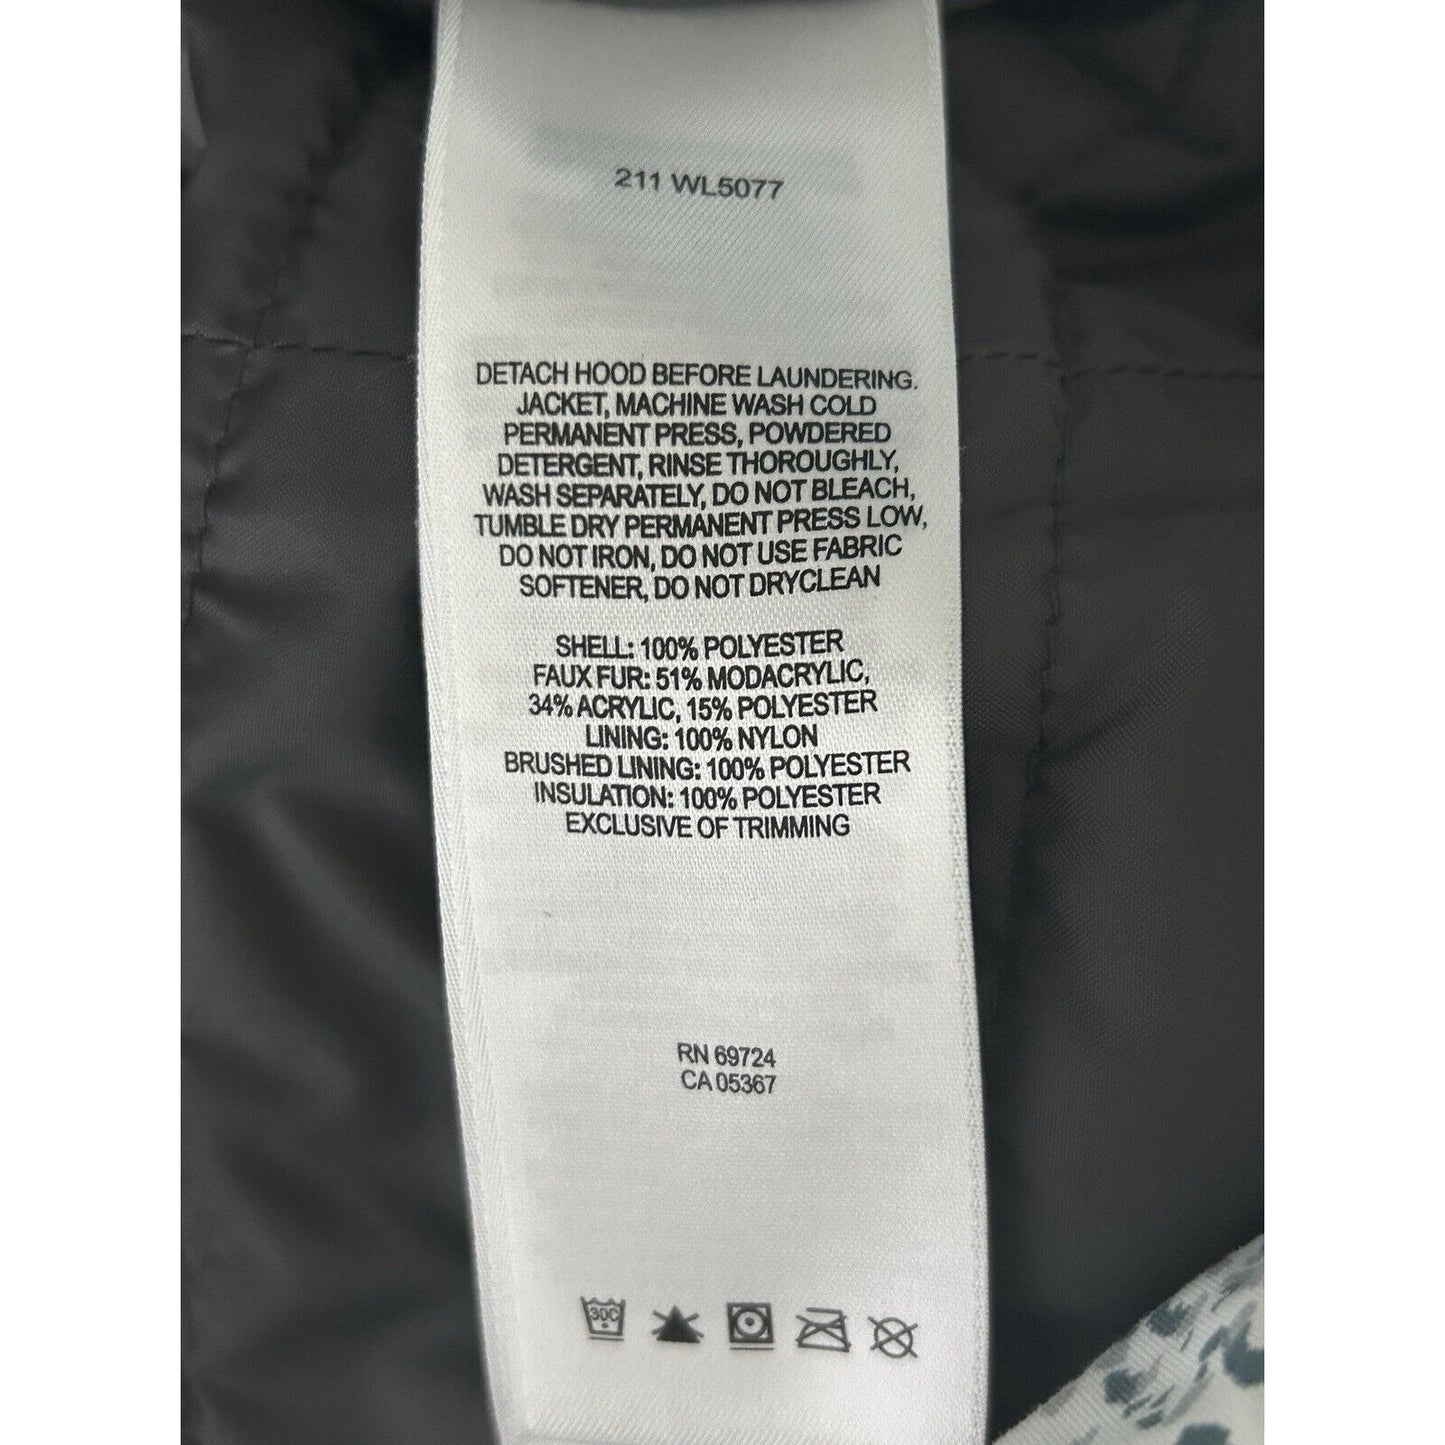 211 WL5077
DETACH HOOD BEFORE LAUNDERING.
JACKET, MACHINE WASH COLD
PERMANENT PRESS, POWDERED
DETERGENT, RINSE THOROUGHLY,
WASH SEPARATELY, DO NOT BLEACH,
TUMBLE DRY PERMANENT PRESS LOW,
DO NOT IRON, DO NOT USE FABRIC
SOFTENER, DO NOT DRYCLEAN
SHELL: 100% POLYESTER
FAUX FUR: 51% MODACRYLIC,
34% ACRYLIC, 15% POLYESTER
LINING: 100% NYLON
BRUSHED LINING: 100% POLYESTER
INSULATION: 100% POLYESTER
EXCLUSIVE OF TRIMMING
RN 69724
CA 05367
30C